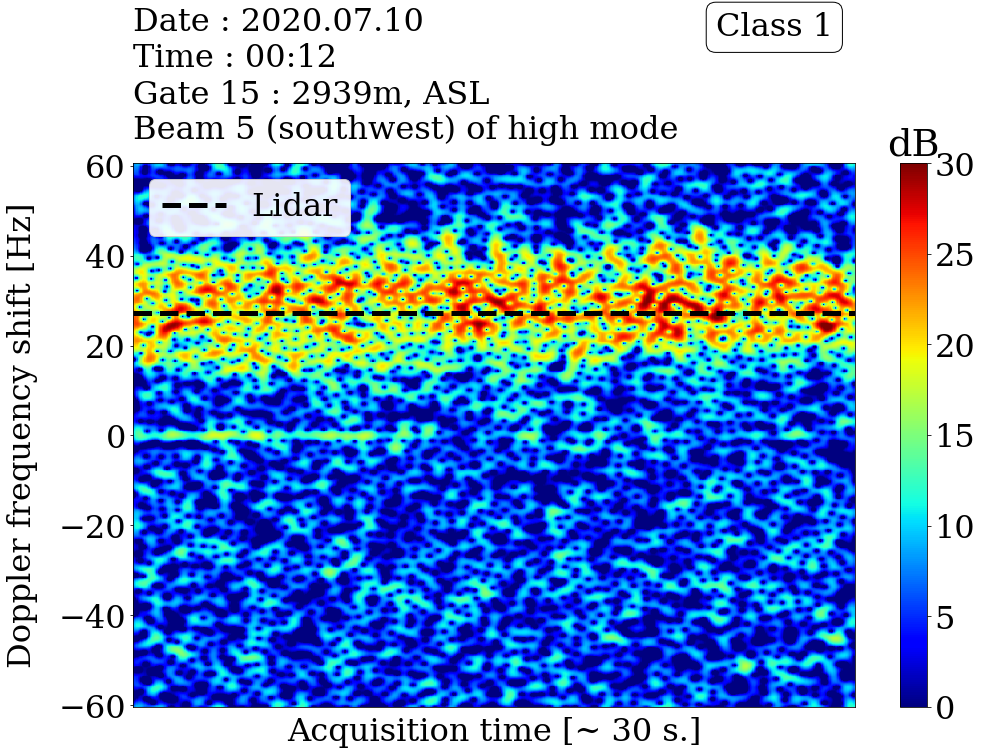 Date : 2020.07.10
Time : 00:12
Gate 15 : 2939m, ASL
Beam 5 (southwest) of high mode
Class 1
dB
Lidar
Doppler frequency shift [Hz]
60
40
20
0
−20
−40
−60
Acquisition time [~ 30 s.]
30
25
20
15
10
5
0